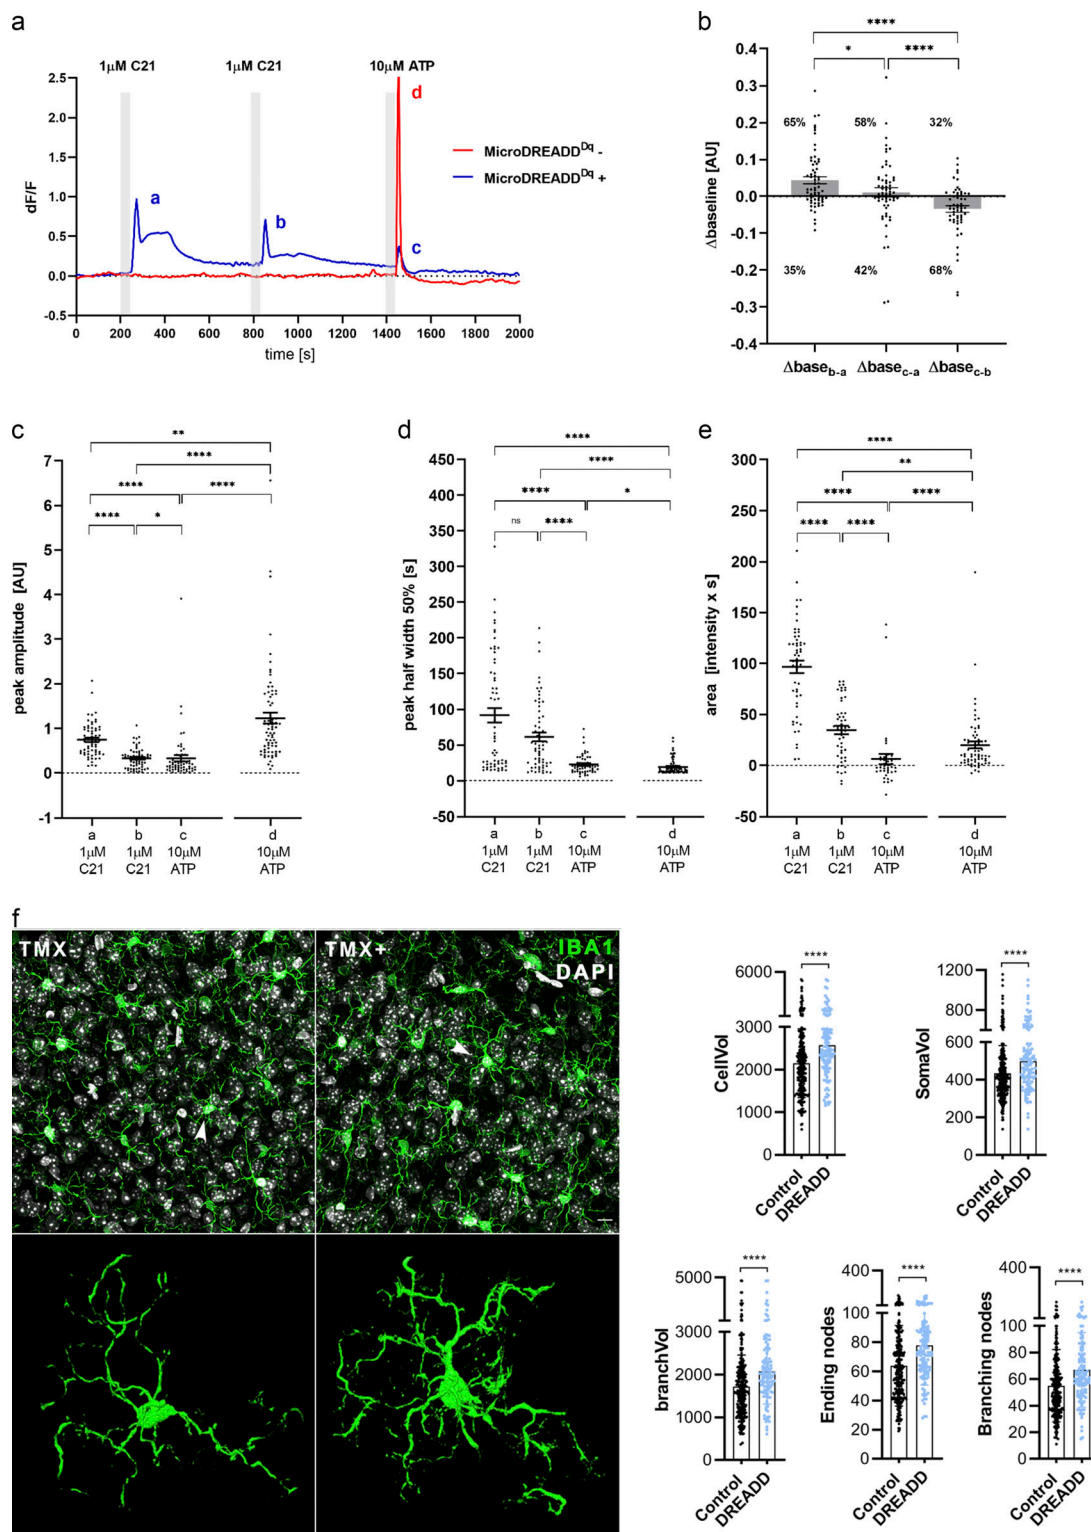 a
1μM C21 1μM C21 10μM ATP
2.5
2.0
1.5
1.0
0.5
0.0
-0.5
dF/F
d
a
b
c
MicroDREADD^Dq -
MicroDREADD^Dq +
0 200 400 600 800 1000 1200 1400 1600 1800 2000
time [s]
b
****
* ****
0.4
0.3
0.2
0.1
0.0
-0.1
-0.2
-0.3
-0.4
Δbaseline [AU]
65% 58% 32%
35% 42% 68%
Δbase_b-a Δbase_c-a Δbase_c-b
c
**
****
**** ****
**** *
7
6
5
4
3
2
1
0
-1
peak amplitude [AU]
a b c d
1μM 1μM 10μM 10μM
C21 C21 ATP ATP
d
****
****
**** *
ns ****
450
400
350
300
250
200
150
100
50
0
-50
peak half width 50% [s]
a b c d
1μM 1μM 10μM 10μM
C21 C21 ATP ATP
e
****
**
**** ****
**** ****
300
250
200
150
100
50
0
-50
area [intensity x s]
a b c d
1μM 1μM 10μM 10μM
C21 C21 ATP ATP
f
TMX- TMX+ IBA1
DAPI
****
6000
3000
2000
1000
0
CellVol
Control DREADD
****
1200
800
600
400
200
0
SomaVol
Control DREADD
****
5000
3000
2000
1000
0
branchVol
Control DREADD
****
400
100
80
60
40
20
0
Ending nodes
Control DREADD
****
400
100
80
60
40
20
0
Branching nodes
Control DREADD